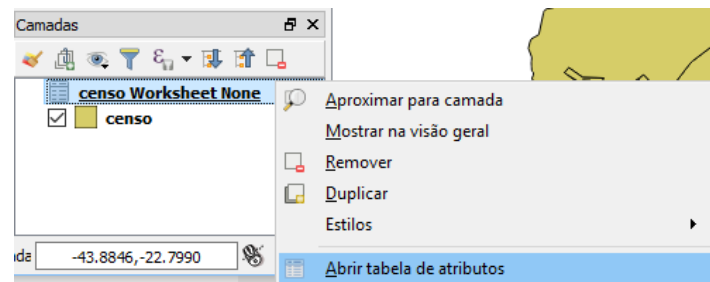 Camadas
censo Worksheet None
censo
Aproximar para camada
Mostrar na visão geral
Remover
Duplicar
Estilos
Abrir tabela de atributos
-43.8846,-22.7990